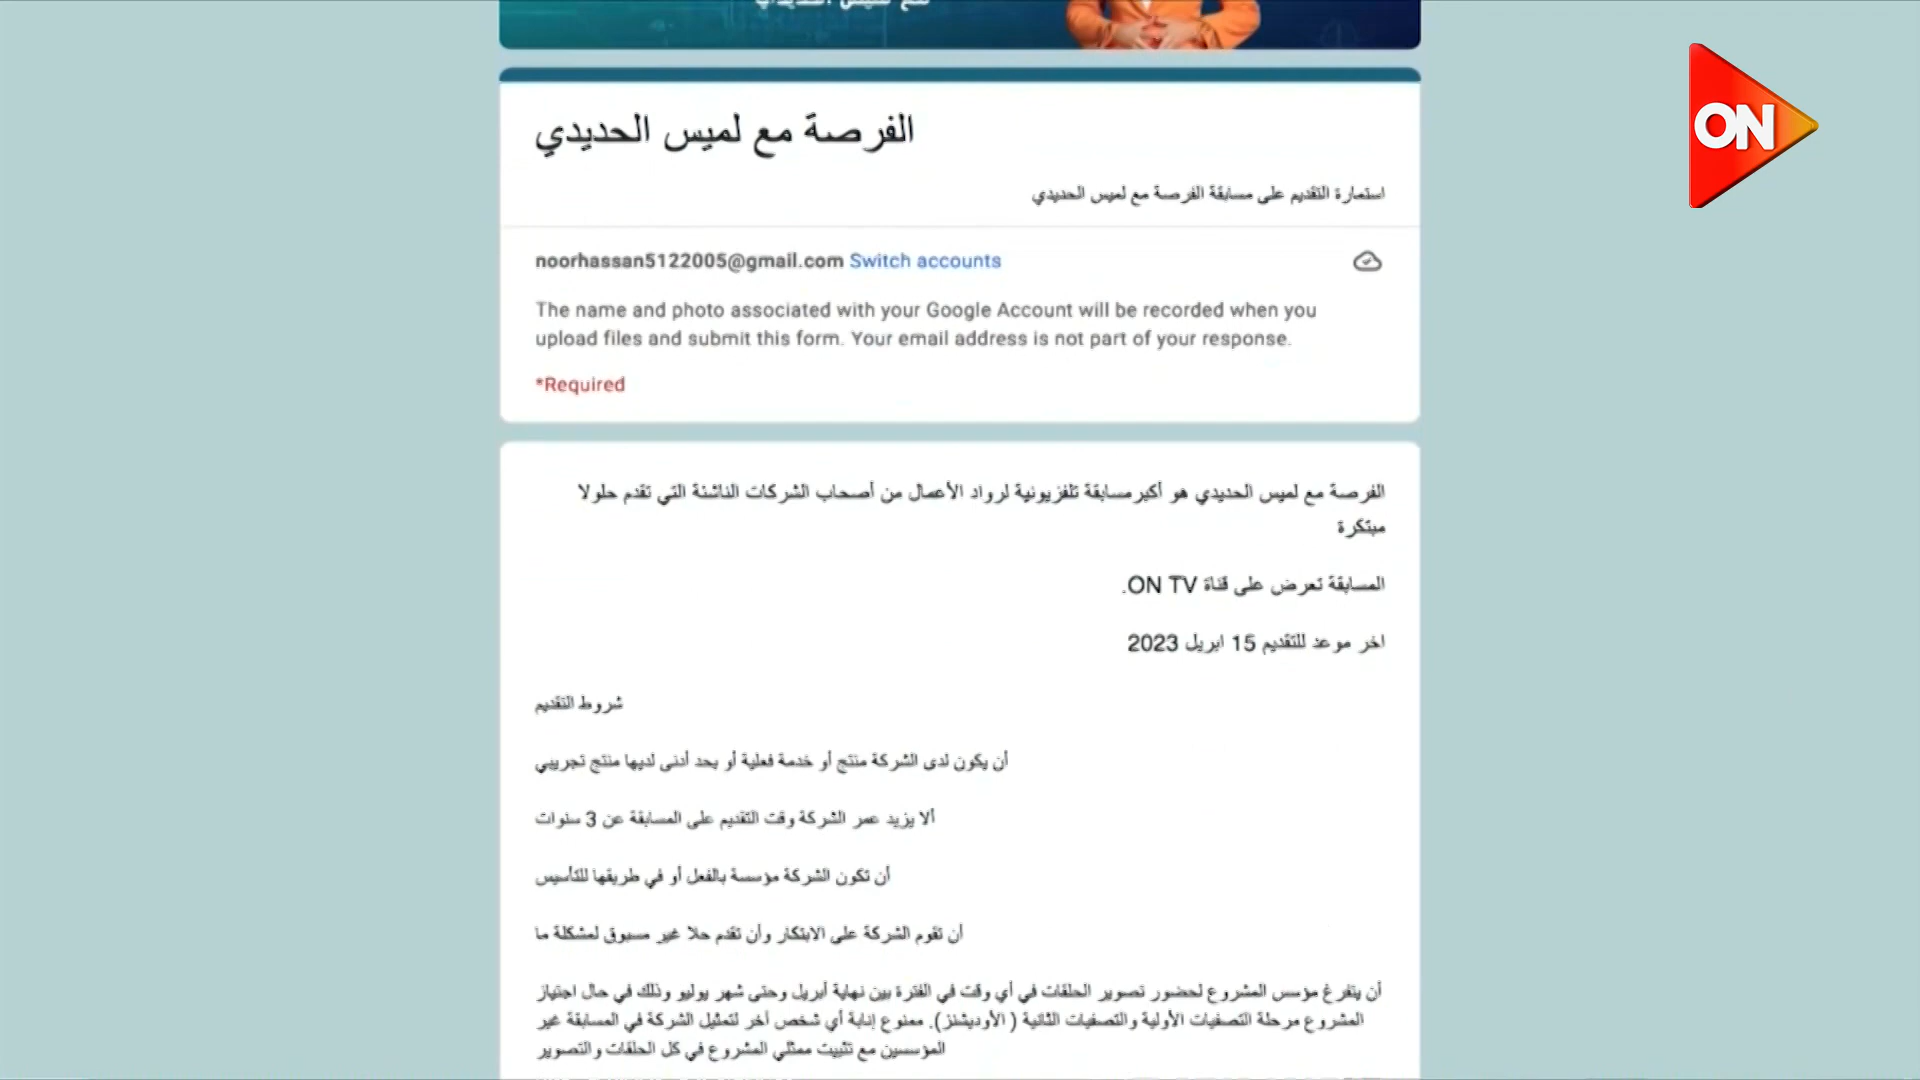 مع لميس الحديدي
ON
الفرصة مع لميس الحديدي
استمارة التقديم على مسابقة الفرصة مع لميس الحديدي
noorhassan5122005@gmail.com Switch accounts
The name and photo associated with your Google Account will be recorded when you
upload files and submit this form. Your email address is not part of your response.
*Required
الفرصة مع لميس الحديدي هو أكبرمسابقة تلفزيونية لرواد الأعمال من أصحاب الشركات الناشئة التي تقدم حلولا
مبتكرة
المسابقة تعرض على قناة ON TV.
اخر موعد للتقديم 15 ابريل 2023
شروط التقديم
أن يكون لدى الشركة منتج أو خدمة فعلية أو بحد أدنى لديها منتج تجريبي
ألا يزيد عمر الشركة وقت التقديم على المسابقة عن 3 سنوات
أن تكون الشركة مؤسسة بالفعل أو في طريقها للتأسيس
أن تقوم الشركة على الابتكار وأن تقدم حلا غير مسبوق لمشكلة ما
أن يتفرغ مؤسس المشروع لحضور تصوير الحلقات في أي وقت في الفترة بين نهاية أبريل وحتى شهر يوليو وذلك في حال اجتياز
المشروع مرحلة التصفيات الأولية والتصفيات الثانية ( الأوديشنز). ممنوع إنابة أي شخص آخر لتمثيل الشركة في المسابقة غير
المؤسسين مع تثبيت ممثلي المشروع في كل الحلقات والتصوير